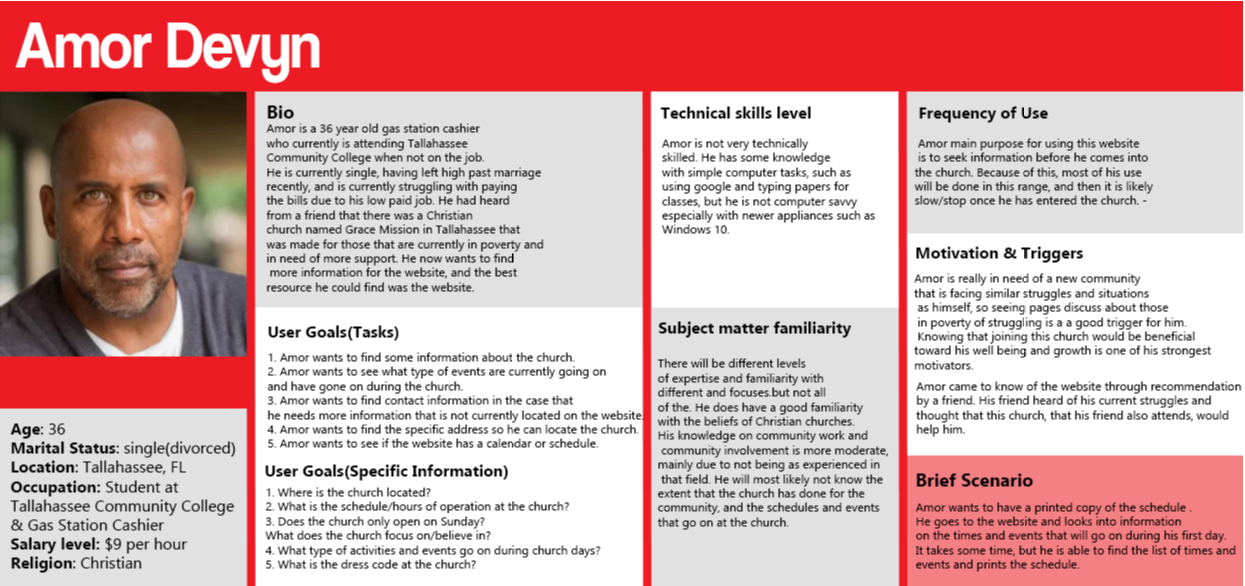 Amor Devyn
Age: 36
Marital Status: single(divorced)
Location: Tallahassee, FL
Occupation: Student at
Tallahassee Community College
& Gas Station Cashier
Salary level: $9 per hour
Religion: Christian
Bio
Amor is a 36 year old gas station cashier
who currently is attending Tallahassee
Community College when not on the job.
He is currently single, having left high past marriage
recently, and is currently struggling with paying
the bills due to his low paid job. He had heard
from a friend that there was a Christian
church named Grace Mission in Tallahassee that
was made for those that are currently in poverty and
in need of more support. He now wants to find
more information for the website, and the best
resource he could find was the website.
User Goals(Tasks)
1. Amor wants to find some information about the church.
2. Amor wants to see what type of events are currently going on
and have gone on during the church.
3. Amor wants to find contact information in the case that
he needs more information that is not currently located on the website.
4. Amor wants to find the specific address so he can locate the church.
5. Amor wants to see if the website has a calendar or schedule.
User Goals(Specific Information)
1. Where is the church located?
2. What is the schedule/hours of operation at the church?
3. Does the church only open on Sunday?
What does the church focus on/believe in?
4. What type of activities and events go on during church days?
5. What is the dress code at the church?
Technical skills level
Amor is not very technically
skilled. He has some knowledge
with simple computer tasks, such as
using google and typing papers for
classes, but he is not computer savvy
especially with newer appliances such as
Windows 10.
Subject matter familiarity
There will be different levels
of expertise and familiarity with
different and focuses.but not all
of the. He does have a good familiarity
with the beliefs of Christian churches.
His knowledge on community work and
community involvement is more moderate,
mainly due to not being as experienced in
that field. He will most likely not know the
extent that the church has done for the
community, and the schedules and events
that go on at the church.
Frequency of Use
Amor main purpose for using this website
is to seek information before he comes into
the church. Because of this, most of his use
will be done in this range, and then it is likely
slow/stop once he has entered the church. -
Motivation & Triggers
Amor is really in need of a new community
that is facing similar struggles and situations
as himself, so seeing pages discuss about those
in poverty of struggling is a a good trigger for him.
Knowing that joining this church would be beneficial
toward his well being and growth is one of his strongest
motivators.
Amor came to know of the website through recommendation
by a friend. His friend heard of his current struggles and
thought that this church, that his friend also attends, would
help him.
Brief Scenario
Amor wants to have a printed copy of the schedule .
He goes to the website and looks into information
on the times and events that will go on during his first day.
It takes some time, but he is able to find the list of times and
events and prints the schedule.